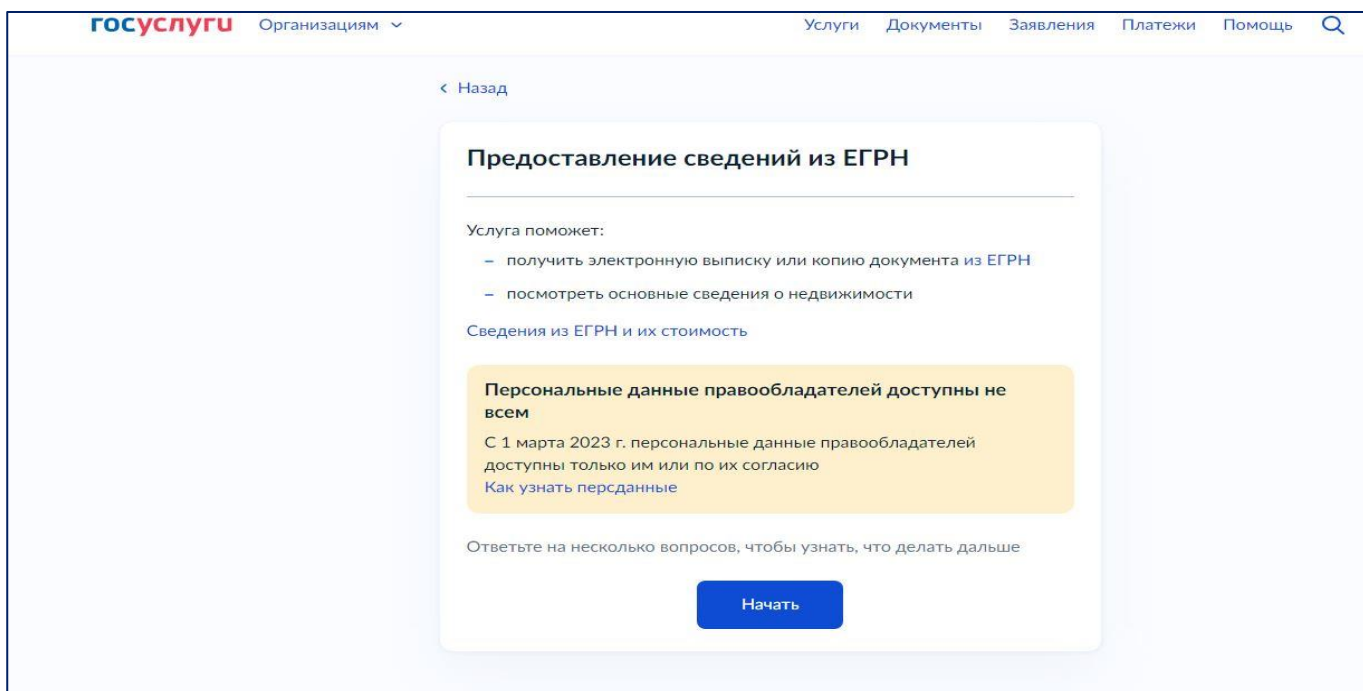 госуслуги Организациям Услуги Документы Заявления Платежи Помощь
Назад
Предоставление сведений из ЕГРН
Услуга поможет:
– получить электронную выписку или копию документа из ЕГРН
– посмотреть основные сведения о недвижимости
Сведения из ЕГРН и их стоимость
Персональные данные правообладателей доступны не
всем
С 1 марта 2023 г. персональные данные правообладателей
доступны только им или по их согласию
Как узнать персданные
Ответьте на несколько вопросов, чтобы узнать, что делать дальше
Начать